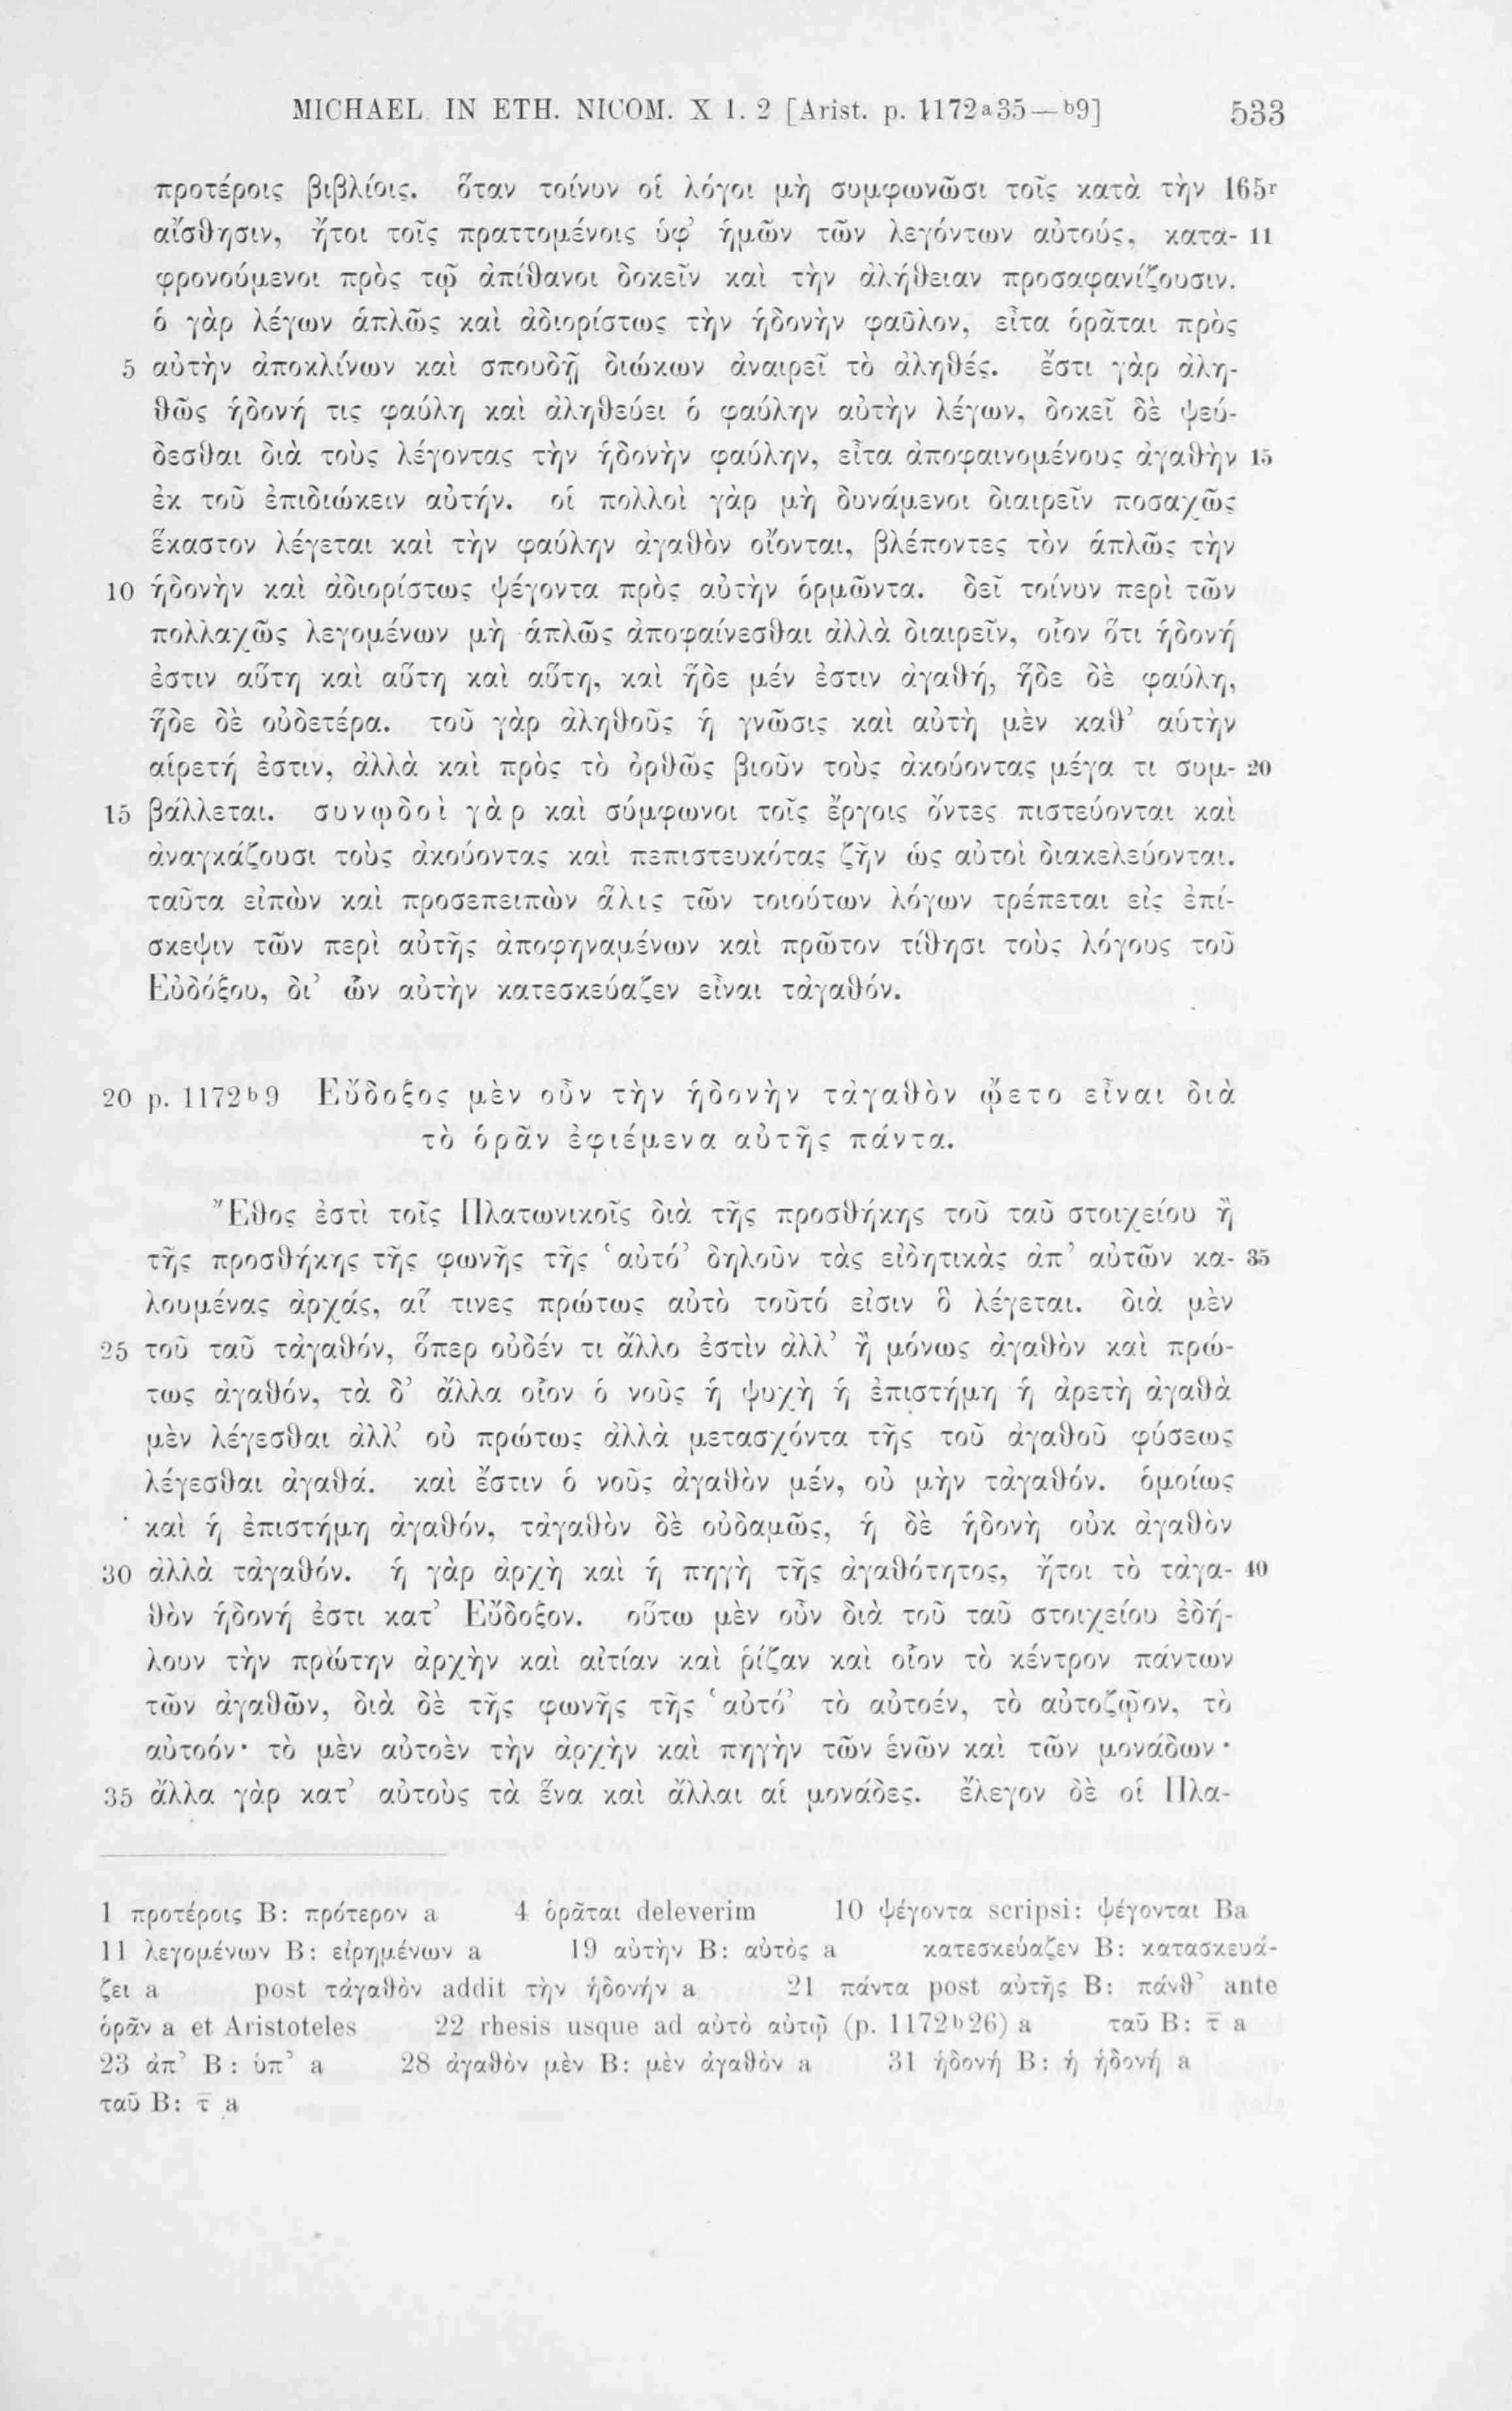 MICHAEL IN ETH. NICOM. X 1. 2 [Arist. p. 1172a35—b9] 533
προτέροις βιβλίοις. ὅταν τοίνυν οἱ λόγοι μὴ συμφωνῶσι τοῖς κατὰ τὴν 165r
αἴσθησιν, ἤτοι τοῖς πραττομένοις ὑφ’ ἡμῶν τῶν λεγόντων αὐτούς, κατα- 11
φρονούμενοι πρὸς τῷ ἀπίθανοι δοκεῖν καὶ τὴν ἀλήθειαν προσαφανίζουσιν.
ὁ γὰρ λέγων ἁπλῶς καὶ ἀδιορίστως τὴν ἡδονὴν φαῦλον, εἶτα ὁρᾶται πρὸς
5 αὐτὴν ἀποκλίνων καὶ σπουδῇ διώκων ἀναιρεῖ τὸ ἀληθές. ἔστι γὰρ ἀλη-
θῶς ἡδονή τις φαύλη καὶ ἀληθεύει ὁ φαύλην αὐτὴν λέγων, δοκεῖ δὲ ψεύ-
δεσθαι διὰ τοὺς λέγοντας τὴν ἡδονὴν φαύλην, εἶτα ἀποφαινομένους ἀγαθὴν 15
ἐκ τοῦ ἐπιδιώκειν αὐτήν. οἱ πολλοὶ γὰρ μὴ δυνάμενοι διαιρεῖν ποσαχῶς
ἕκαστον λέγεται καὶ τὴν φαύλην ἀγαθὸν οἴονται, βλέποντες τὸν ἁπλῶς τὴν
10 ἡδονὴν καὶ ἀδιορίστως ψέγοντα πρὸς αὐτὴν ὁρμῶντα. δεῖ τοίνυν περὶ τῶν
πολλαχῶς λεγομένων μὴ ἁπλῶς ἀποφαίνεσθαι ἀλλὰ διαιρεῖν, οἷον ὅτι ἡδονή
ἐστιν αὕτη καὶ αὕτη καὶ αὕτη, καὶ ἥδε μέν ἐστιν ἀγαθή, ἥδε δὲ φαύλη,
ἥδε δὲ οὐδετέρα. τοῦ γὰρ ἀληθοῦς ἡ γνῶσις καὶ αὐτὴ μὲν καθ’ αὑτὴν
αἱρετή ἐστιν, ἀλλὰ καὶ πρὸς τὸ ὀρθῶς βιοῦν τοὺς ἀκούοντας μέγα τι συμ- 20
15 βάλλεται. συνῳδοὶ γὰρ καὶ σύμφωνοι τοῖς ἔργοις ὄντες πιστεύονται καὶ
ἀναγκάζουσι τοὺς ἀκούοντας καὶ πεπιστευκότας ζῆν ὡς αὐτοὶ διακελεύονται.
ταῦτα εἰπὼν καὶ προσεπειπὼν ἅλις τῶν τοιούτων λόγων τρέπεται εἰς ἐπί-
σκεψιν τῶν περὶ αὐτῆς ἀποφηναμένων καὶ πρῶτον τίθησι τοὺς λόγους τοῦ
Εὐδόξου, δι’ ὧν αὐτὴν κατεσκεύαζεν εἶναι τἀγαθόν.
20 p. 1172b9 Εὔδοξος μὲν οὖν τὴν ἡδονὴν τἀγαθὸν ᾤετο εἶναι διὰ
τὸ ὁρᾶν ἐφιέμενα αὐτῆς πάντα.
Ἔθος ἐστὶ τοῖς Πλατωνικοῖς διὰ τῆς προσθήκης τοῦ ταῦ στοιχείου ἢ
τῆς προσθήκης τῆς φωνῆς τῆς ‘αὐτό’ δηλοῦν τὰς εἰδητικὰς ἀπ’ αὐτῶν κα- 35
λουμένας ἀρχάς, αἵ τινες πρώτως αὐτὸ τοῦτό εἰσιν ὃ λέγεται. διὰ μὲν
25 τοῦ ταῦ τἀγαθόν, ὅπερ οὐδέν τι ἄλλο ἐστὶν ἀλλ’ ἢ μόνως ἀγαθὸν καὶ πρώ-
τως ἀγαθόν, τὰ δ’ ἄλλα οἷον ὁ νοῦς ἡ ψυχὴ ἡ ἐπιστήμη ἡ ἀρετὴ ἀγαθὰ
μὲν λέγεσθαι ἀλλ’ οὐ πρώτως ἀλλὰ μετασχόντα τῆς τοῦ ἀγαθοῦ φύσεως
λέγεσθαι ἀγαθά. καὶ ἔστιν ὁ νοῦς ἀγαθὸν μέν, οὐ μὴν τἀγαθόν. ὁμοίως
καὶ ἡ ἐπιστήμη ἀγαθόν, τἀγαθὸν δὲ οὐδαμῶς, ἡ δὲ ἡδονὴ οὐκ ἀγαθὸν
30 ἀλλὰ τἀγαθόν. ἡ γὰρ ἀρχὴ καὶ ἡ πηγὴ τῆς ἀγαθότητος, ἤτοι τὸ τἀγα- 40
θὸν ἡδονή ἐστι κατ’ Εὔδοξον. οὕτω μὲν οὖν διὰ τοῦ ταῦ στοιχείου ἐδή-
λουν τὴν πρώτην ἀρχὴν καὶ αἰτίαν καὶ ῥίζαν καὶ οἷον τὸ κέντρον πάντων
τῶν ἀγαθῶν, διὰ δὲ τῆς φωνῆς τῆς ‘αὐτό’ τὸ αὐτοέν, τὸ αὐτοζῷον, τὸ
αὐτοόν· τὸ μὲν αὐτοὲν τὴν ἀρχὴν καὶ πηγὴν τῶν ἑνῶν καὶ τῶν μονάδων·
35 ἄλλα γὰρ κατ’ αὐτοὺς τὰ ἕνα καὶ ἄλλαι αἱ μονάδες. ἔλεγον δὲ οἱ Πλα-
1 προτέροις B: πρότερον a 4 ὁρᾶται deleverim 10 ψέγοντα scripsi: ψέγονται Ba
11 λεγομένων B: εἰρημένων a 19 αὐτὴν B: αὐτὸς a κατεσκεύαζεν B: κατασκευά-
ζει a post τἀγαθὸν addit τὴν ἡδονήν a 21 πάντα post αὐτῆς B: πάνθ’ ante
ὁρᾶν a et Aristoteles 22 rhesis usque ad αὐτὸ αὐτῷ (p. 1172b26) a ταῦ B: τ̅ a
23 ἀπ’ B: ὑπ’ a 28 ἀγαθὸν μὲν B: μὲν ἀγαθὸν a 31 ἡδονή B: ἡ ἡδονή a
ταῦ B: τ̅ a